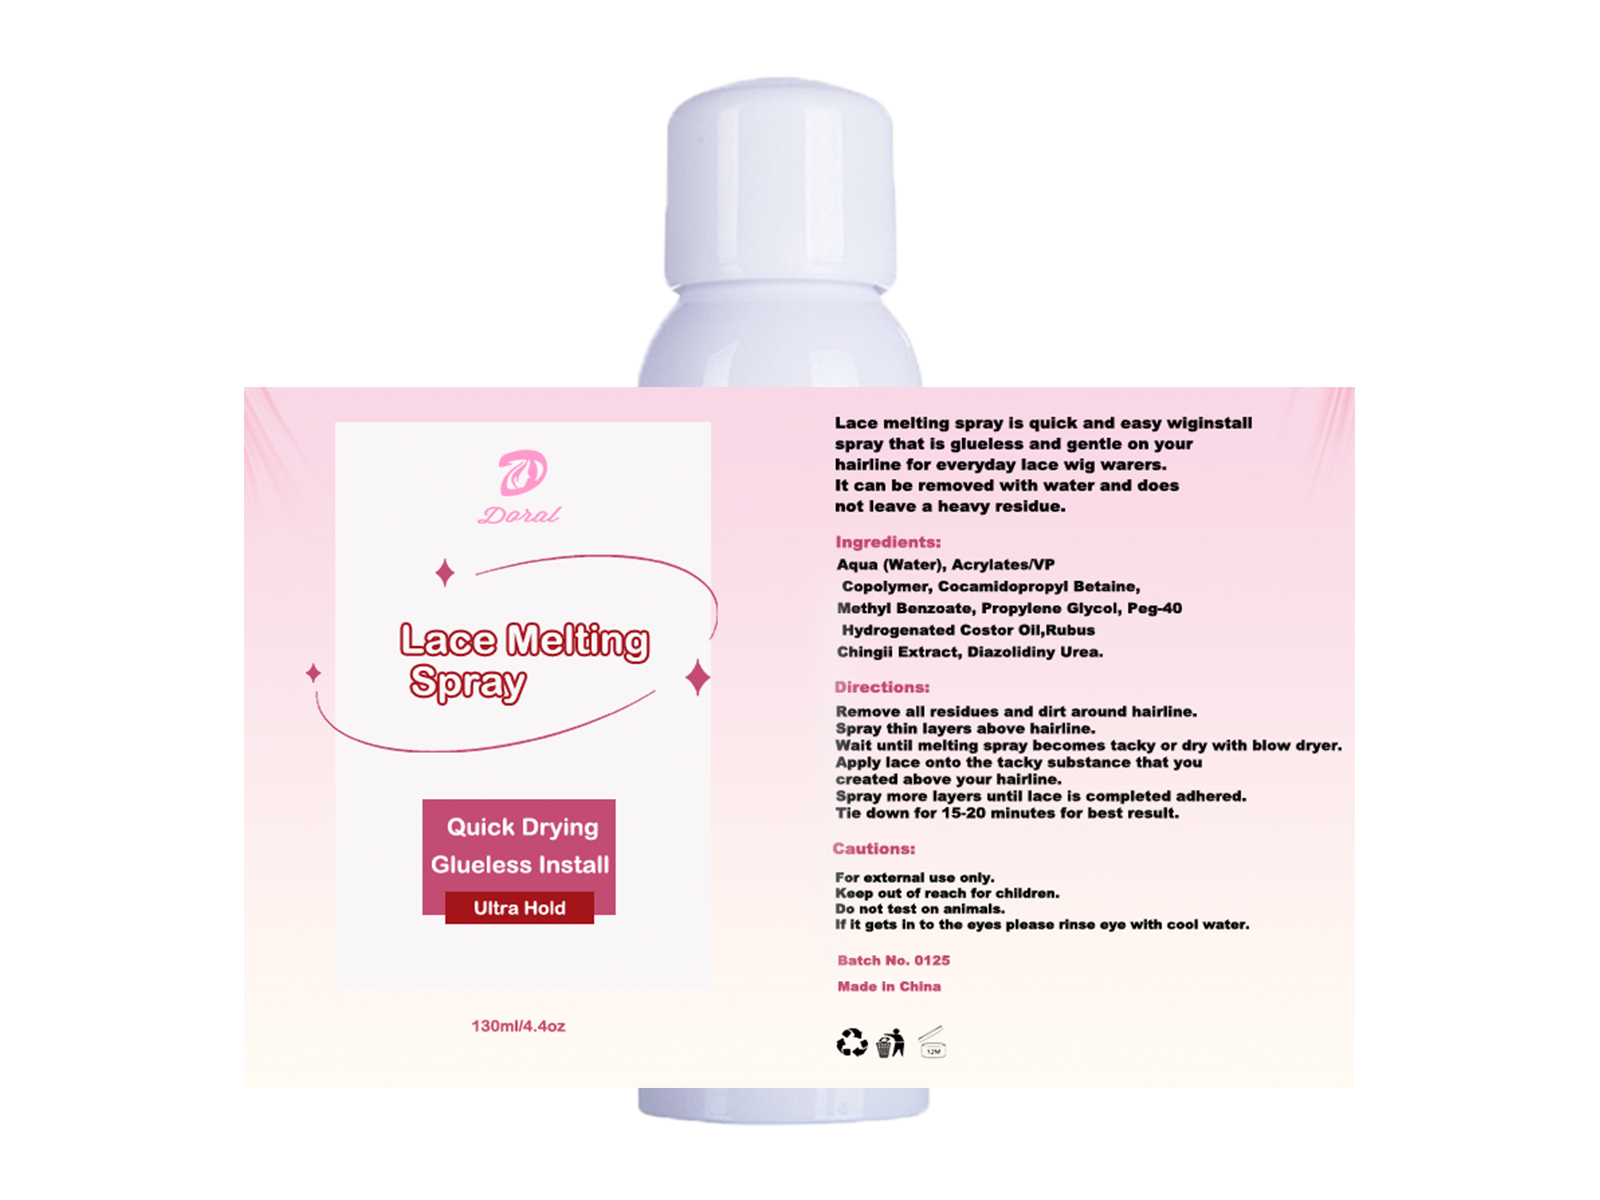 Doral
Lace Melting
Spray
Quick Drying
Glueless Install
Ultra Hold
130ml/4.4oz
Lace melting spray is quick and easy wiginstall
spray that is glueless and gentle on your
hairline for everyday lace wig warers.
It can be removed with water and does
not leave a heavy residue.
Ingredients:
Aqua (Water), Acrylates/VP
Copolymer, Cocamidopropyl Betaine,
Methyl Benzoate, Propylene Glycol, Peg-40
Hydrogenated Costor Oil,Rubus
Chingii Extract, Diazolidiny Urea.
Directions:
Remove all residues and dirt around hairline.
Spray thin layers above hairline.
Wait until melting spray becomes tacky or dry with blow dryer.
Apply lace onto the tacky substance that you
created above your hairline.
Spray more layers until lace is completed adhered.
Tie down for 15-20 minutes for best result.
Cautions:
For external use only.
Keep out of reach for children.
Do not test on animals.
If it gets in to the eyes please rinse eye with cool water.
Batch No. 0125
Made in China
12M